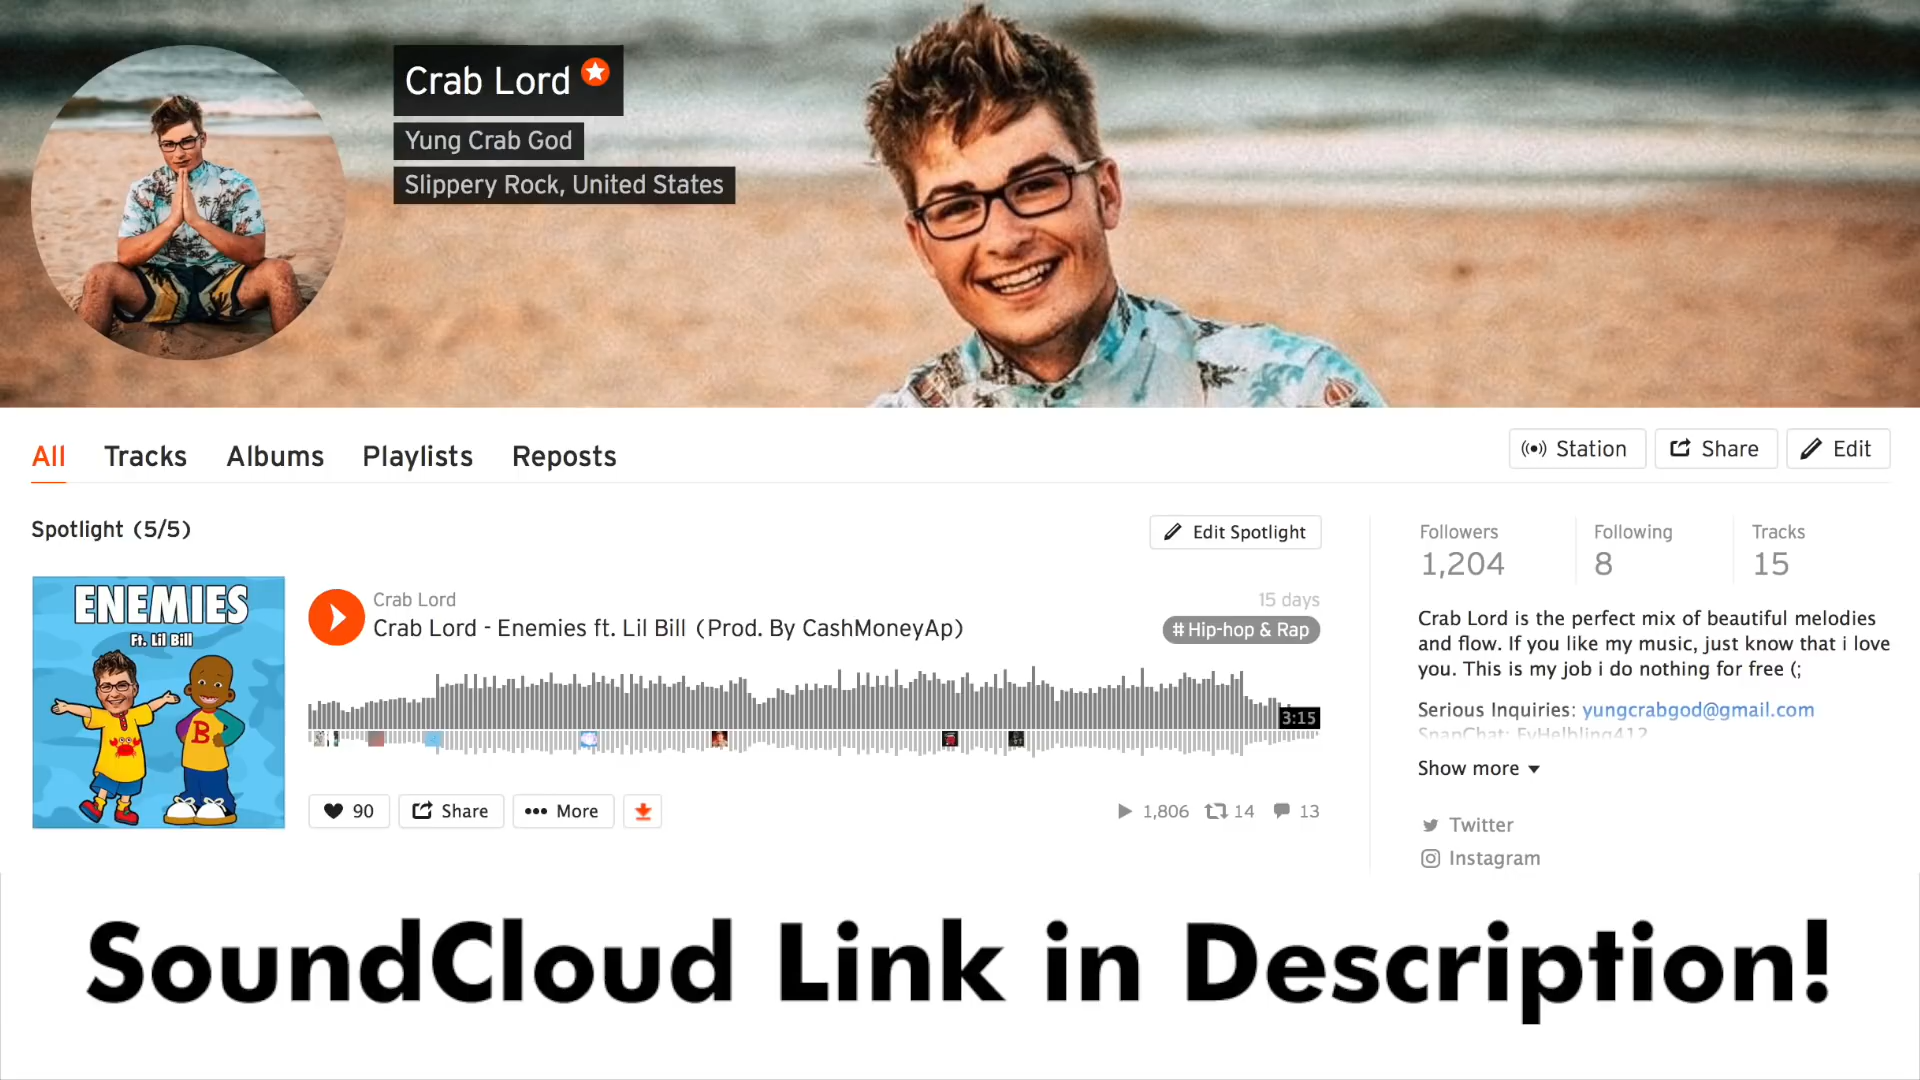 Crab Lord
Yung Crab God
Slippery Rock, United States
All Tracks Albums Playlists Reposts
Station Share Edit
Spotlight (5/5)
Edit Spotlight
Followers Following Tracks
1,204 8 15
ENEMIES
Ft. Lil Bill
B
Crab Lord
15 days
Crab Lord - Enemies ft. Lil Bill (Prod. By CashMoneyAp)
# Hip-hop & Rap
3:15
90 Share More
1,806 14 13
Crab Lord is the perfect mix of beautiful melodies
and flow. If you like my music, just know that i love
you. This is my job i do nothing for free (;
Serious Inquiries: yungcrabgod@gmail.com
SnapChat: EvHelbling412
Show more
Twitter
Instagram
SoundCloud Link in Description!